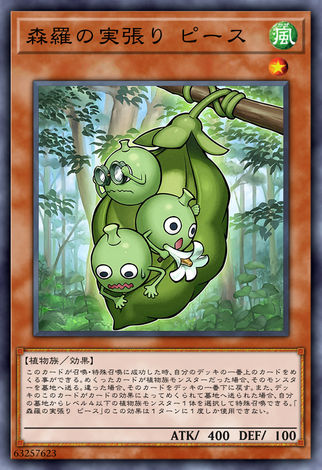 森羅の実張り ピース
風
【植物族／効果】
このカードが召喚・特殊召喚に成功した時、自分のデッキの一番上のカードをめ
くる事ができる。めくったカードが植物族モンスターだった場合、そのモンスタ
ーを墓地へ送る。違った場合、そのカードをデッキの一番下に戻す。また、デッ
キのこのカードがカードの効果によってめくられて墓地へ送られた場合、自分
の墓地からレベル４以下の植物族モンスター１体を選択して特殊召喚できる。「
森羅の実張り ピース」のこの効果は１ターンに１度しか使用できない。
ATK/ 400 DEF/ 100
63257623